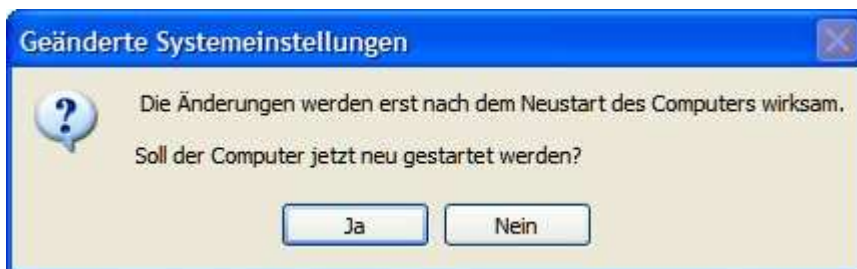 Geänderte Systemeinstellungen
Die Änderungen werden erst nach dem Neustart des Computers wirksam.
Soll der Computer jetzt neu gestartet werden?
Ja Nein